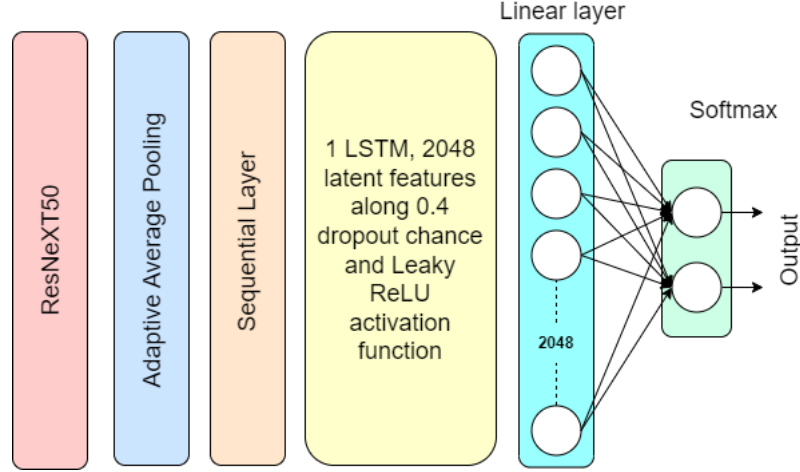 Linear layer
ResNeXT50
Adaptive Average Pooling
Sequential Layer
1 LSTM, 2048
latent features
along 0.4
dropout chance
and Leaky
ReLU
activation
function
2048
Softmax
Output